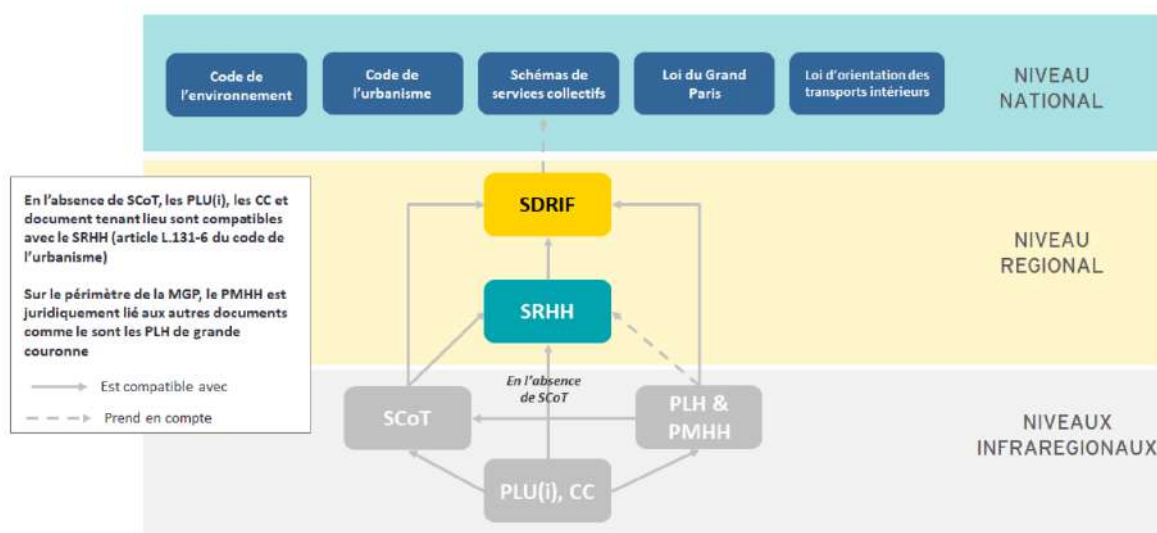 Code de
l'environnement
Code de
l'urbanisme
Schémas de
services collectifs
Loi du Grand
Paris
Loi d'orientation des
transports intérieurs
NIVEAU
NATIONAL
En l'absence de SCoT, les PLU(i), les CC et
document tenant lieu sont compatibles
avec le SRHH (article L.131-6 du code de
l'urbanisme)
Sur le périmètre de la MGP, le PMHH est
juridiquement lié aux autres documents
comme le sont les PLH de grande
couronne
Est compatible avec
Prend en compte
SDRIF
NIVEAU
REGIONAL
SRHH
En l'absence
de SCoT
SCoT
PLH &
PMHH
NIVEAUX
INFRAREGIONAUX
PLU(i), CC